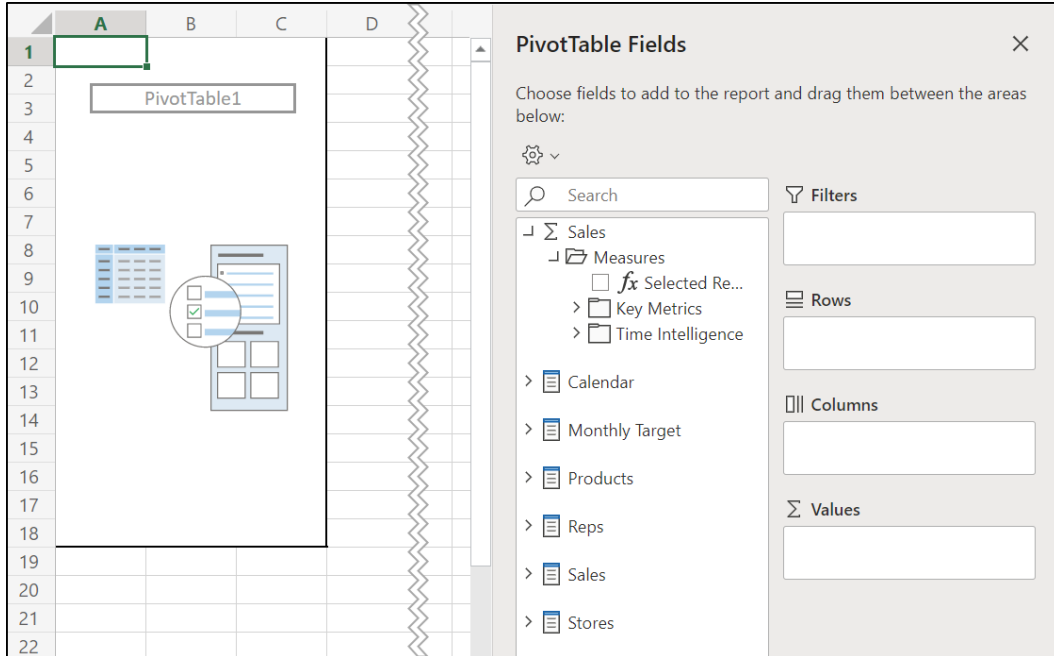 A B C D
1
2
3
4
5
6
7
8
9
10
11
12
13
14
15
16
17
18
19
20
21
22
PivotTable1
PivotTable Fields
Choose fields to add to the report and drag them between the areas
below:
Search
Σ Sales
Measures
fx Selected Re...
Key Metrics
Time Intelligence
Calendar
Monthly Target
Products
Reps
Sales
Stores
Filters
Rows
Columns
Σ Values